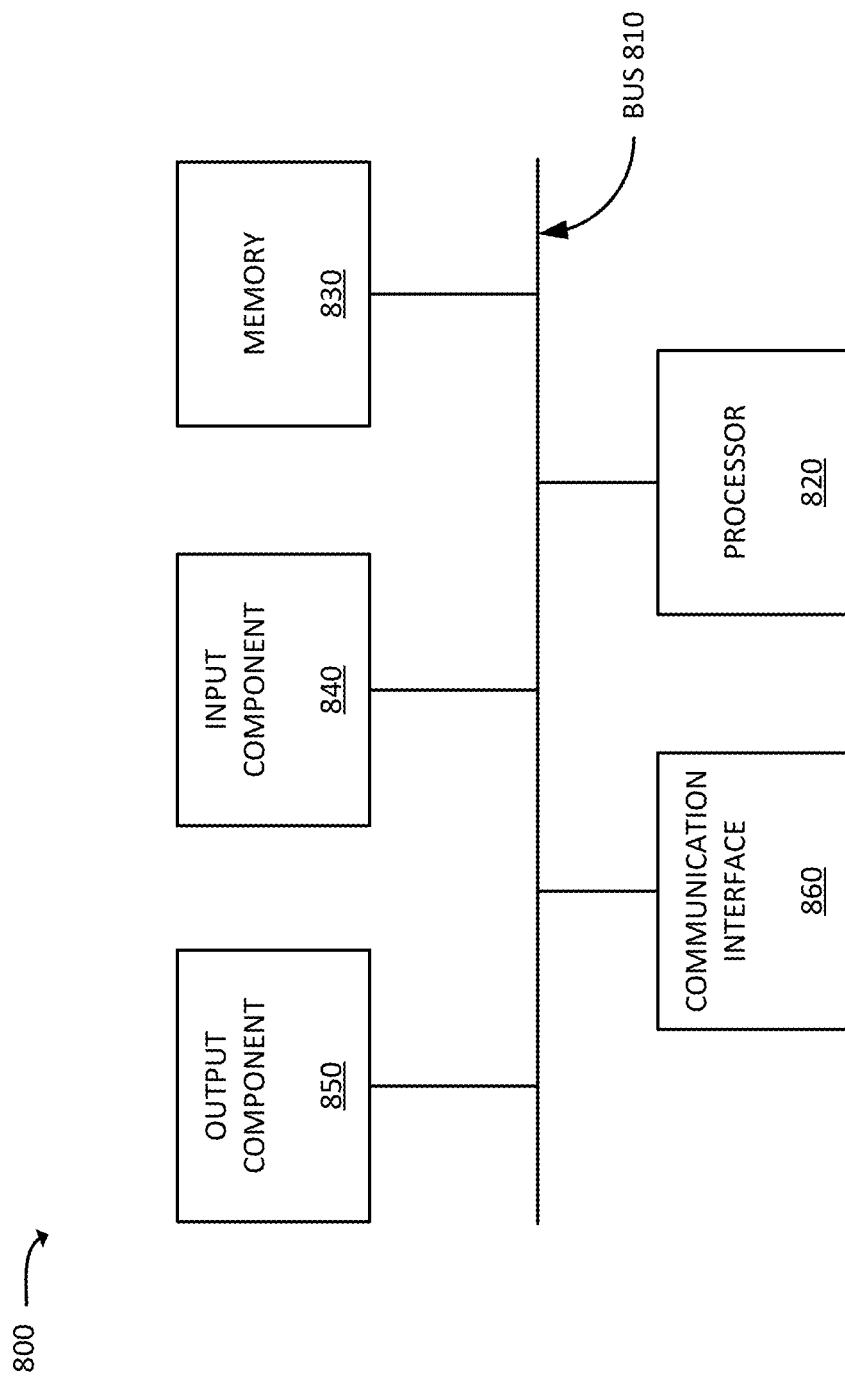 800
OUTPUT
COMPONENT
850
INPUT
COMPONENT
840
MEMORY
830
COMMUNICATION
INTERFACE
860
PROCESSOR
820
BUS 810